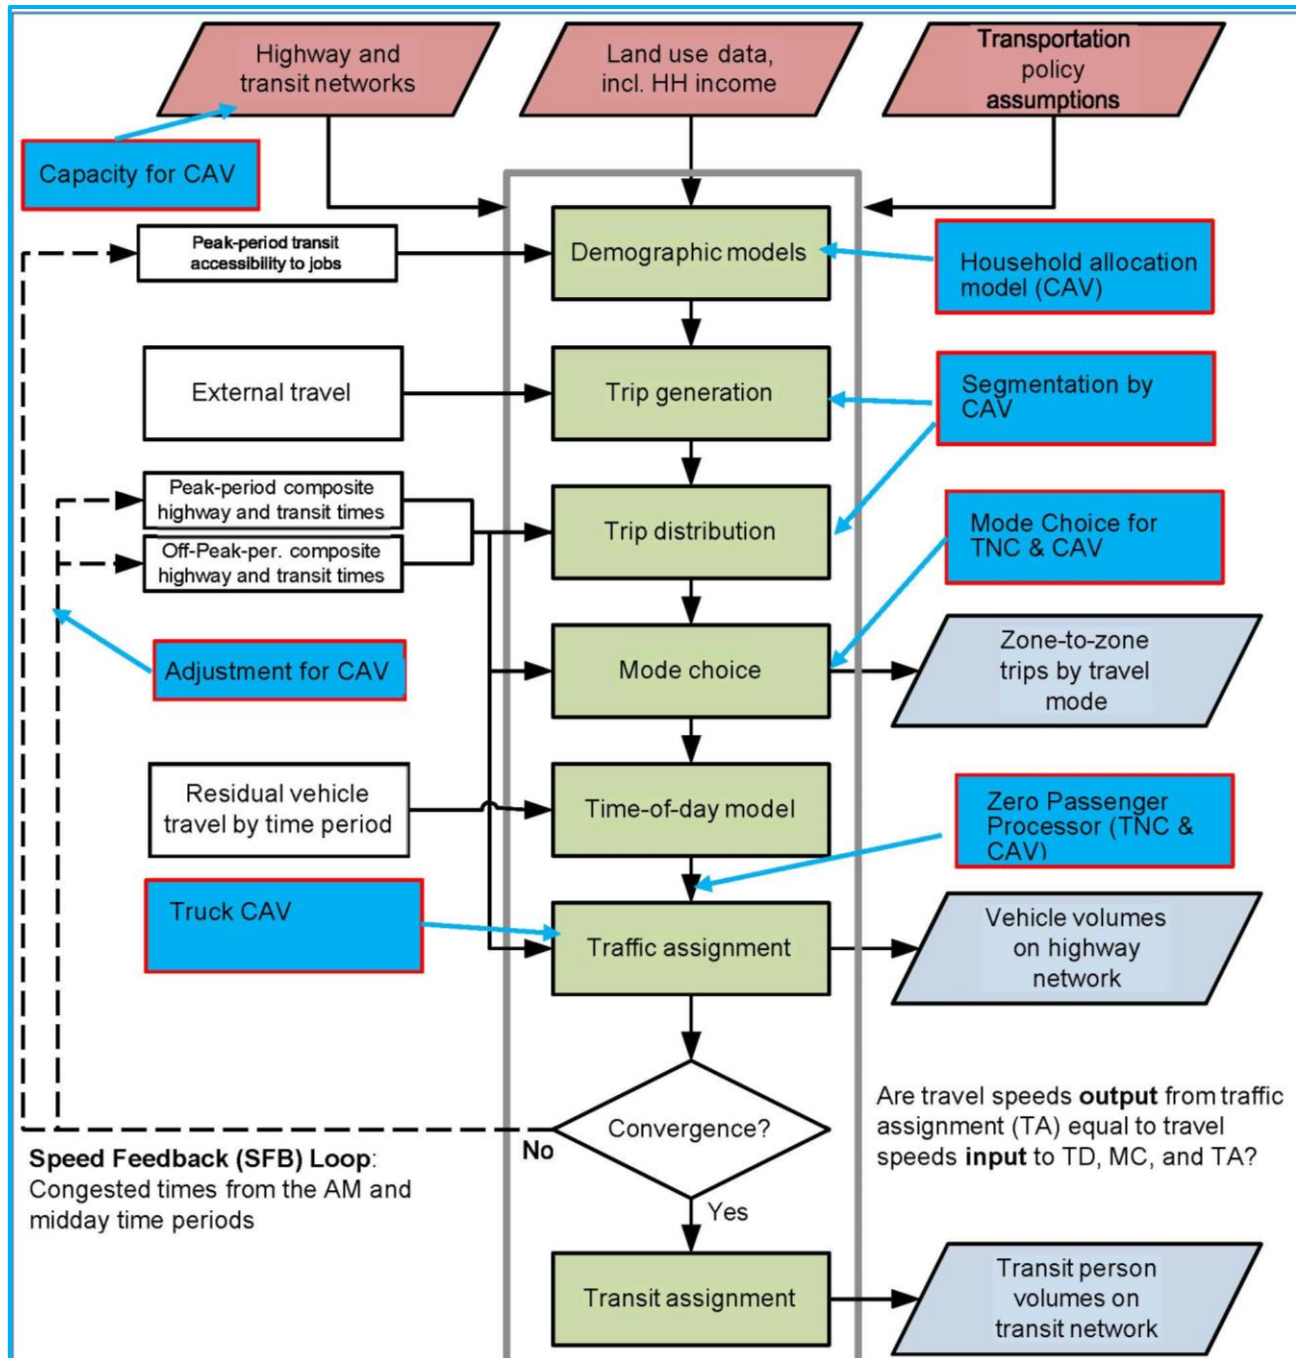 Highway and
transit networks
Land use data,
incl. HH income
Transportation
policy
assumptions
Capacity for CAV
Peak-period transit
accessibility to jobs
Demographic models
Household allocation
model (CAV)
External travel
Trip generation
Segmentation by
CAV
Peak-period composite
highway and transit times
Off-Peak-per. composite
highway and transit times
Trip distribution
Mode Choice for
TNC & CAV
Adjustment for CAV
Mode choice
Zone-to-zone
trips by travel
mode
Residual vehicle
travel by time period
Time-of-day model
Zero Passenger
Processor (TNC &
CAV)
Truck CAV
Traffic assignment
Vehicle volumes
on highway
network
Convergence?
No
Yes
Are travel speeds output from traffic
assignment (TA) equal to travel
speeds input to TD, MC, and TA?
Speed Feedback (SFB) Loop:
Congested times from the AM and
midday time periods
Transit assignment
Transit person
volumes on
transit network